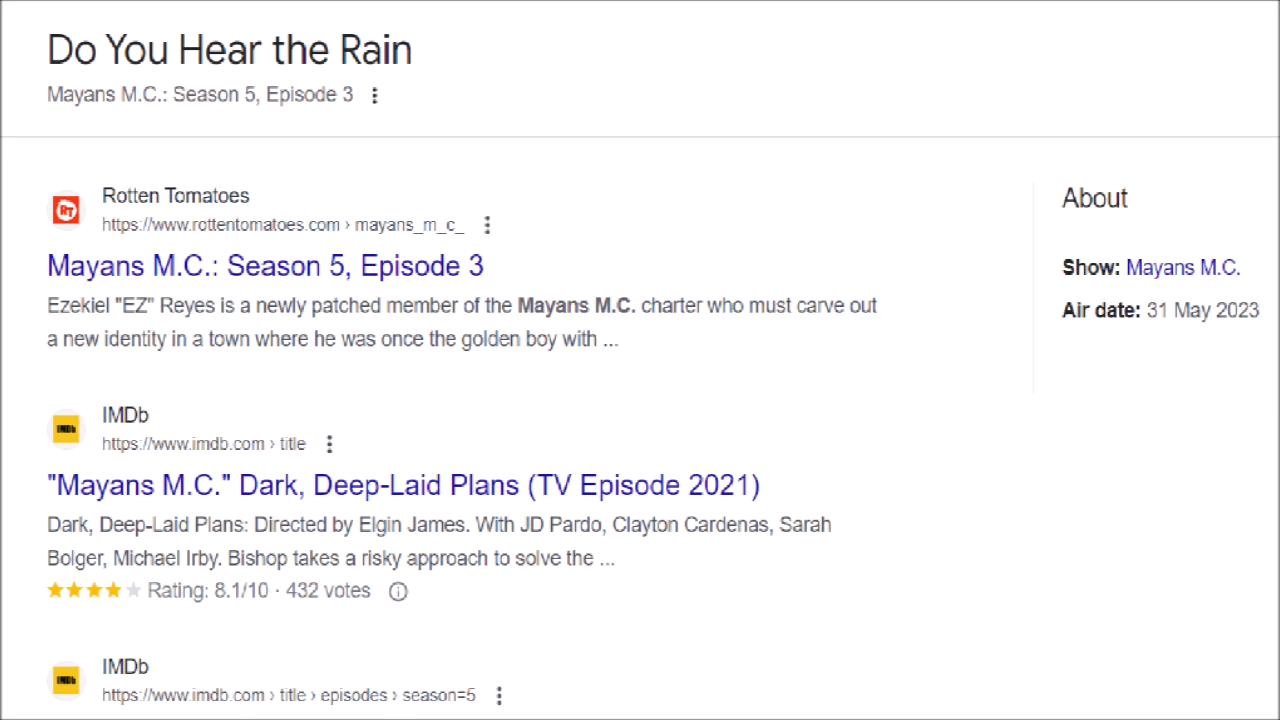 Do You Hear the Rain
Mayans M.C.: Season 5, Episode 3
Rotten Tomatoes
https://www.rottentomatoes.com › mayans_m_c_
Mayans M.C.: Season 5, Episode 3
Ezekiel "EZ" Reyes is a newly patched member of the Mayans M.C. charter who must carve out
a new identity in a town where he was once the golden boy with ...
IMDb
https://www.imdb.com › title
"Mayans M.C." Dark, Deep-Laid Plans (TV Episode 2021)
Dark, Deep-Laid Plans: Directed by Elgin James. With JD Pardo, Clayton Cardenas, Sarah
Bolger, Michael Irby. Bishop takes a risky approach to solve the ...
Rating: 8.1/10 · 432 votes
IMDb
https://www.imdb.com › title › episodes › season=5
About
Show: Mayans M.C.
Air date: 31 May 2023